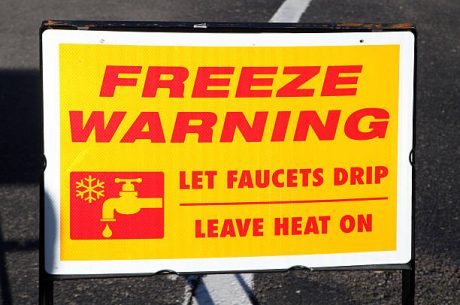 FREEZE
WARNING
LET FAUCETS DRIP
LEAVE HEAT ON